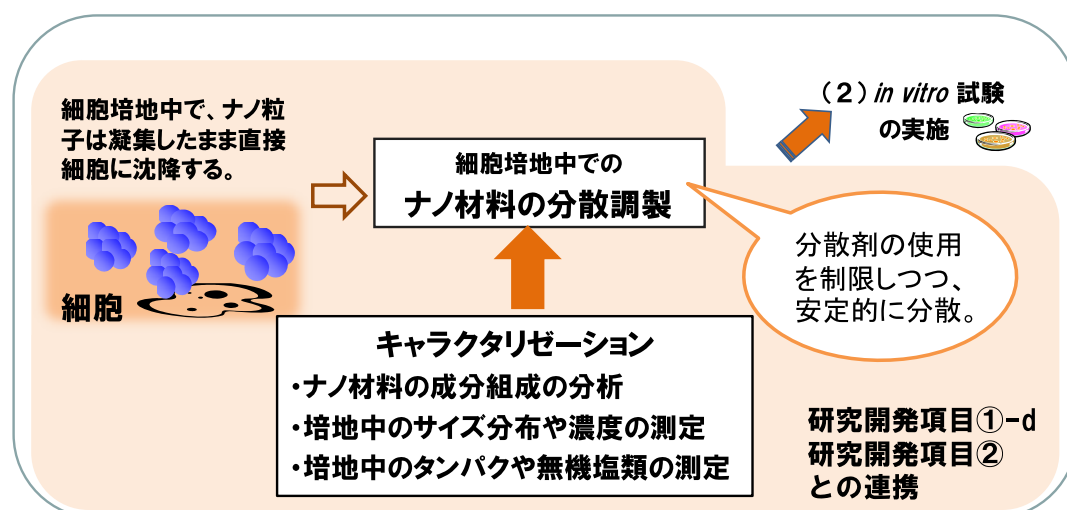 細胞培地中で、ナノ粒
子は凝集したまま直接
細胞に沈降する。
細胞
細胞培地中での
ナノ材料の分散調製
（２）in vitro 試験
の実施
分散剤の使用
を制限しつつ、
安定的に分散。
キャラクタリゼーション
・ナノ材料の成分組成の分析
・培地中のサイズ分布や濃度の測定
・培地中のタンパクや無機塩類の測定
研究開発項目①-d
研究開発項目②
との連携